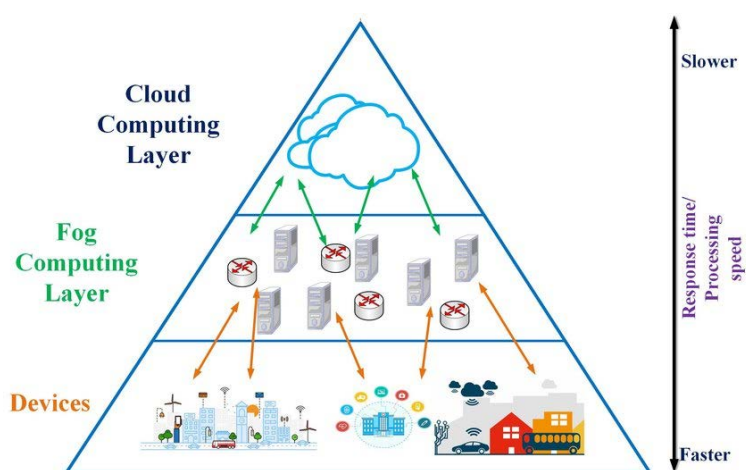 Cloud
Computing
Layer
Fog
Computing
Layer
Devices
Slower
Response time/
Processing
speed
Faster